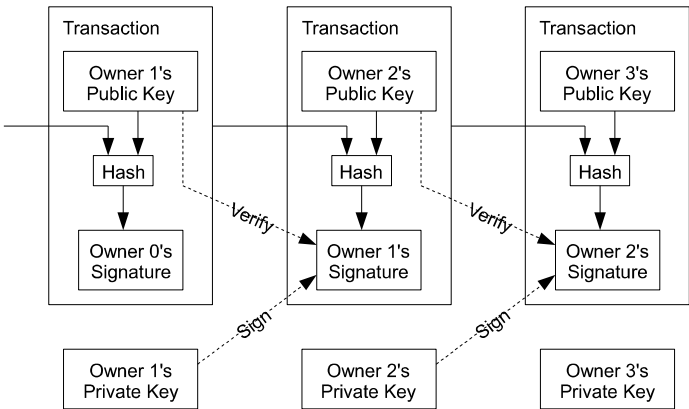 Transaction
Transaction
Transaction
Owner 1's
Public Key
Owner 2's
Public Key
Owner 3's
Public Key
Hash
Hash
Hash
Verify
Verify
Owner 0's
Signature
Owner 1's
Signature
Owner 2's
Signature
Sign
Sign
Owner 1's
Private Key
Owner 2's
Private Key
Owner 3's
Private Key